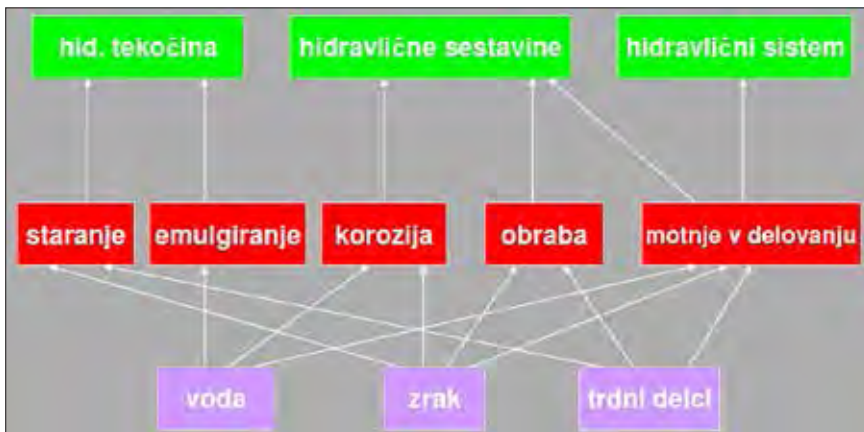 hid. tekočina
hidravlične sestavine
hidravlični sistem
staranje
emulgiranje
korozija
obraba
motnje v delovanju
voda
zrak
trdni delci